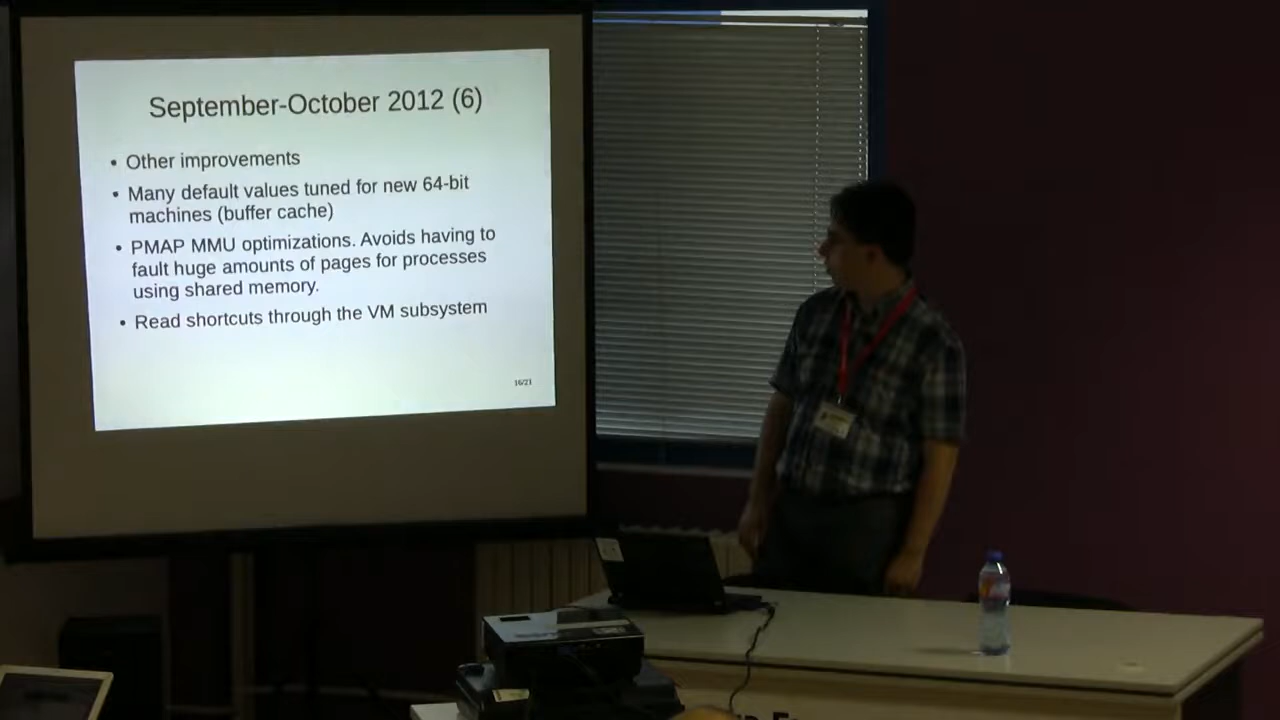 September-October 2012 (6)
• Other improvements
• Many default values tuned for new 64-bit
machines (buffer cache)
• PMAP MMU optimizations. Avoids having to
fault huge amounts of pages for processes
using shared memory.
• Read shortcuts through the VM subsystem
16/21